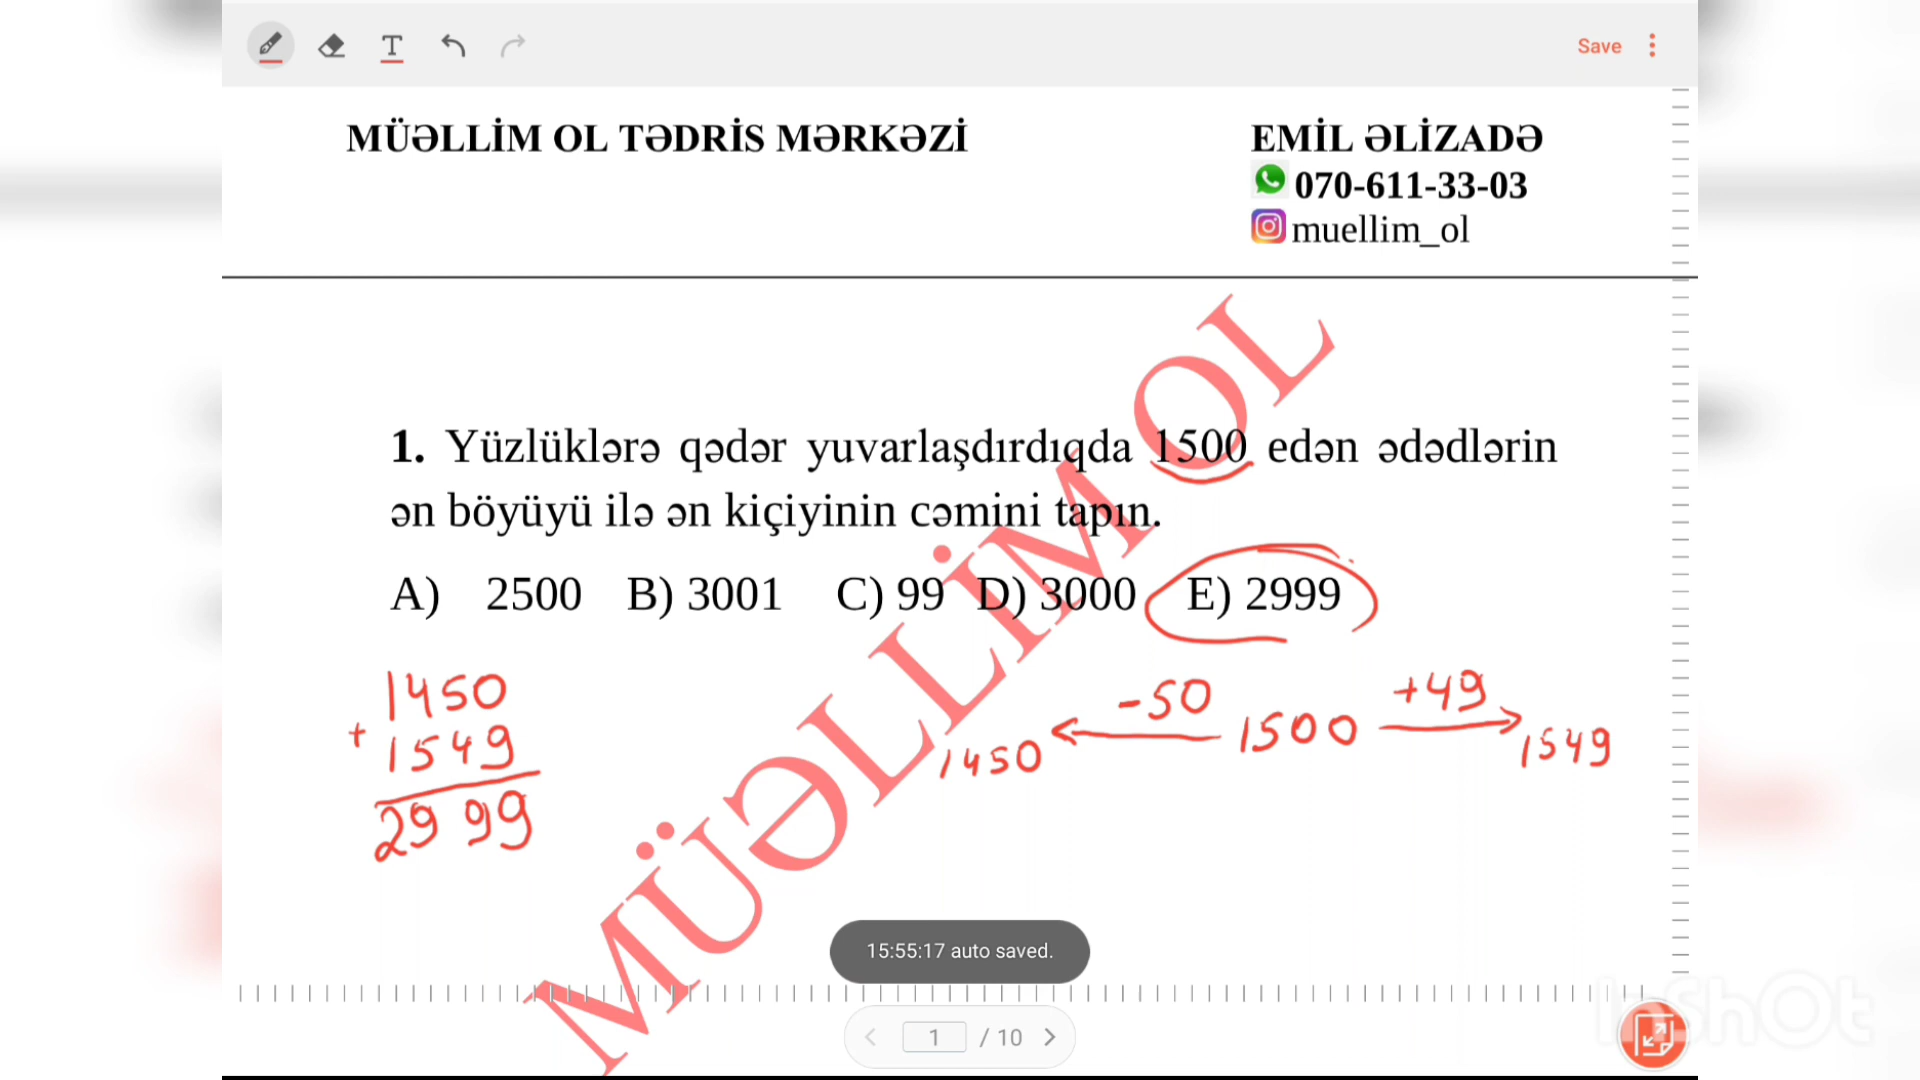 Save
MÜƏLLİM OL TƏDRİS MƏRKƏZİ
EMİL ƏLİZADƏ
070-611-33-03
muellim_ol
1. Yüzlüklərə qədər yuvarlaşdırdıqda 1500 edən ədədlərin
ən böyüyü ilə ən kiçiyinin cəmini tapın.
A) 2500 B) 3001 C) 99 D) 3000 E) 2999
1450
+
1549
2999
-50
+49
1450
1500
1549
MÜƏLLİM OL
15:55:17 auto saved.
1 / 10
InShOt